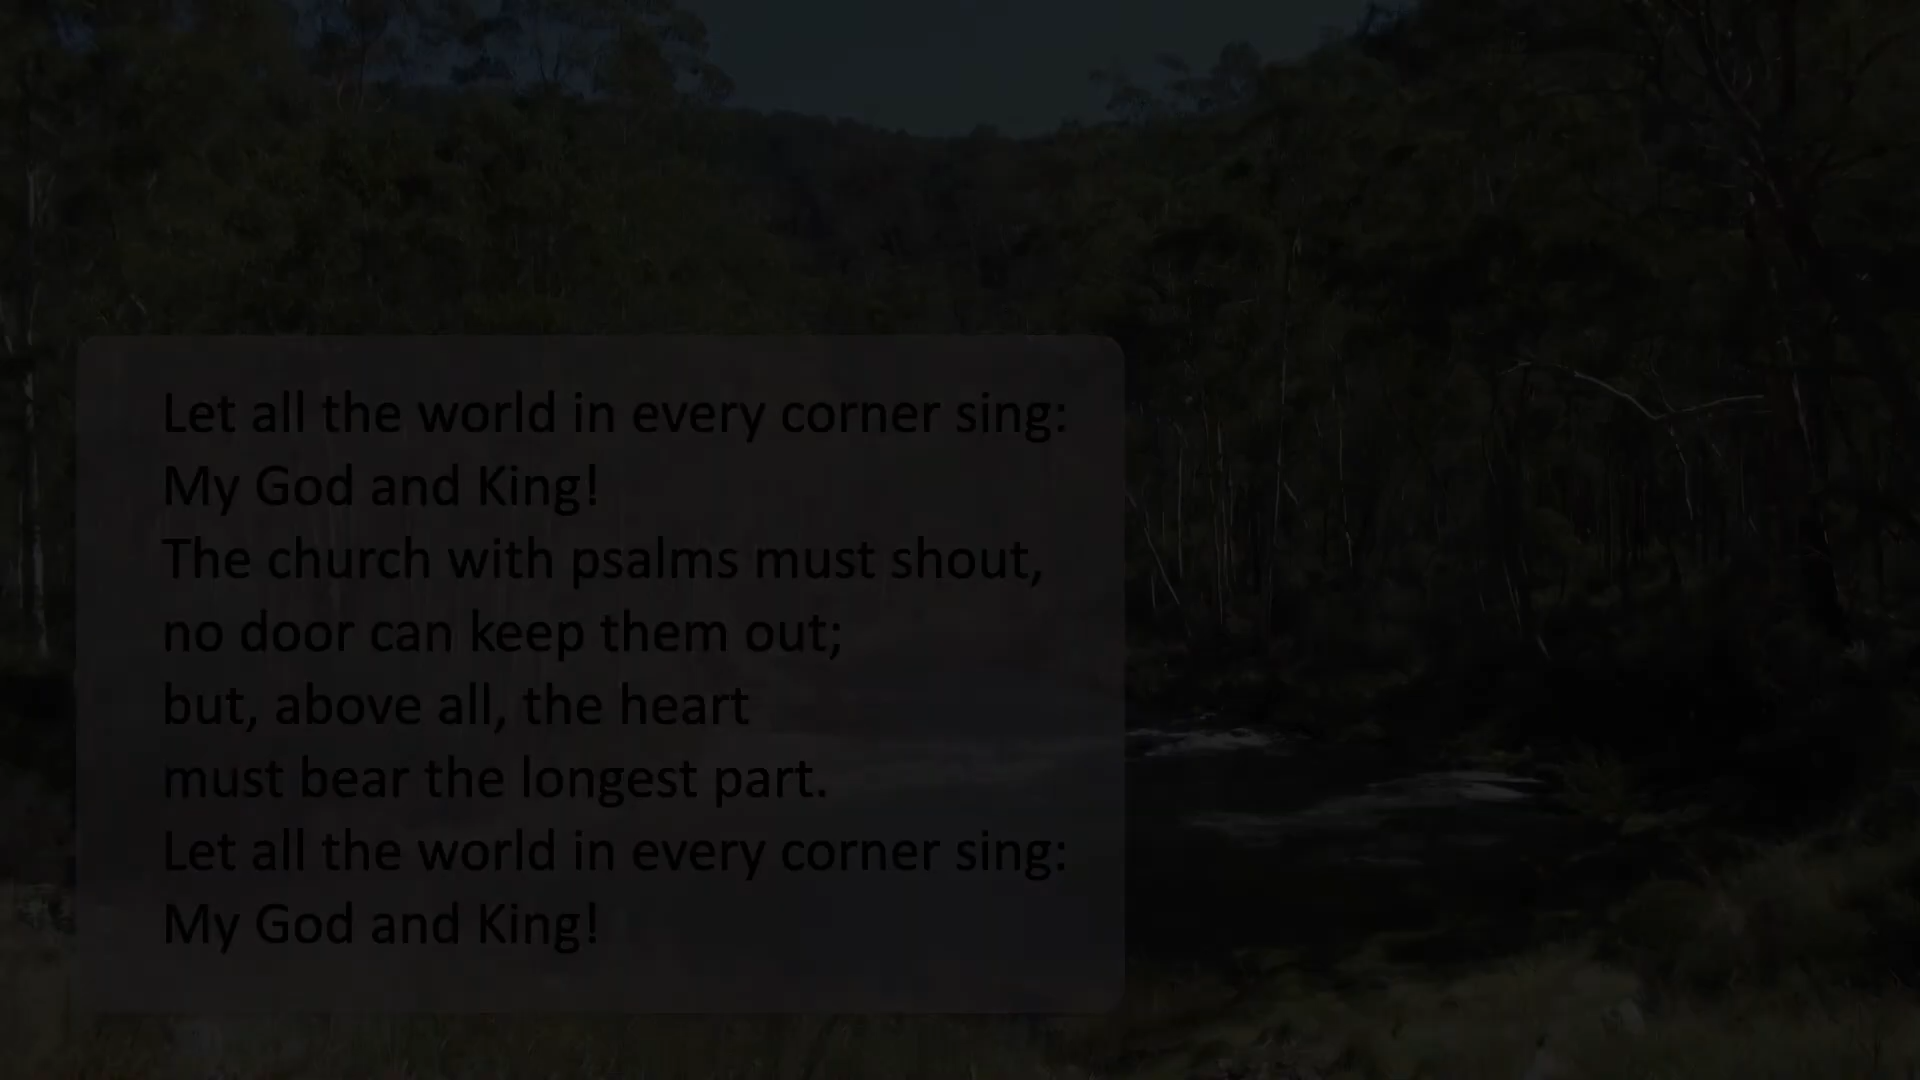 Let all the world in every corner sing:
My God and King!
The church with psalms must shout,
no door can keep them out;
but, above all, the heart
must bear the longest part.
Let all the world in every corner sing:
My God and King!